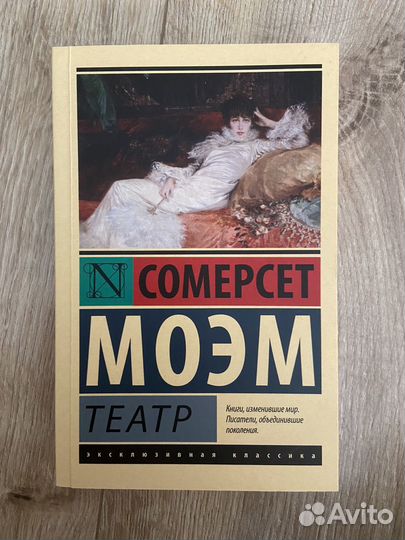 N
СОМЕРСЕТ
МОЭМ
ТЕАТР
Книги, изменившие мир.
Писатели, объединившие
поколения.
ЭКСКЛЮЗИВНАЯ КЛАССИКА
Avito